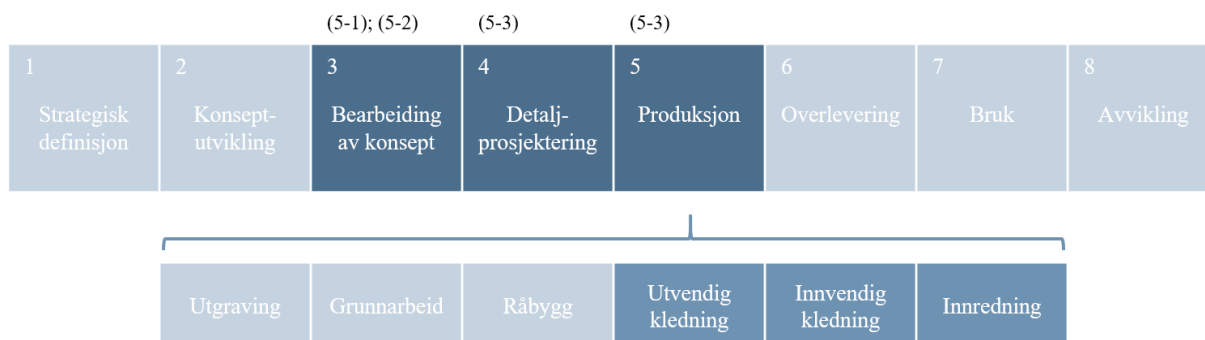 (5-1); (5-2)
(5-3)
(5-3)
1
Strategisk
definisjon
2
Konsept-
utvikling
3
Bearbeiding
av konsept
4
Detalj-
prosjektering
5
Produksjon
6
Overlevering
7
Bruk
8
Avvikling
Utgraving
Grunnarbeid
Råbygg
Utvendig
kledning
Innvendig
kledning
Innredning